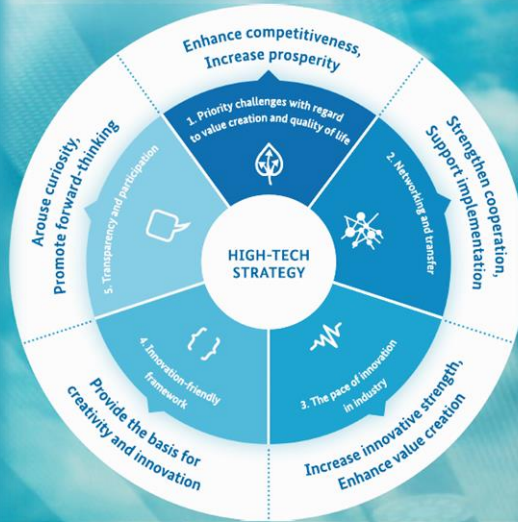 Enhance competitiveness,
Increase prosperity
1. Priority challenges with regard
to value creation and quality of life
Strengthen cooperation,
Support implementation
2. Networking and transfer
Increase innovative strength,
Enhance value creation
3. The pace of innovation
in industry
Provide the basis for
creativity and innovation
4. Innovation-friendly
framework
Arouse curiosity,
Promote forward-thinking
5. Transparency and participation
HIGH-TECH
STRATEGY